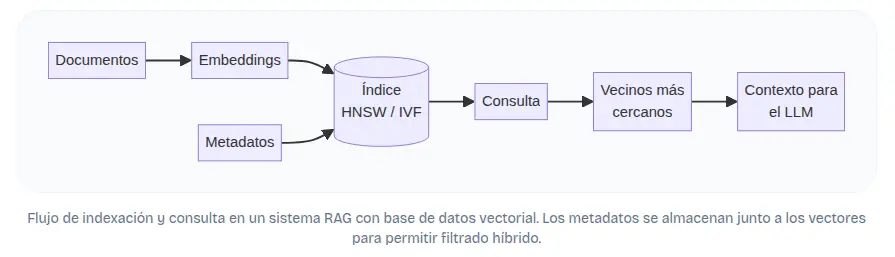 Documentos
Embeddings
Metadatos
Índice
HNSW / IVF
Consulta
Vecinos más
cercanos
Contexto para
el LLM
Flujo de indexación y consulta en un sistema RAG con base de datos vectorial. Los metadatos se almacenan junto a los vectores
para permitir filtrado híbrido.